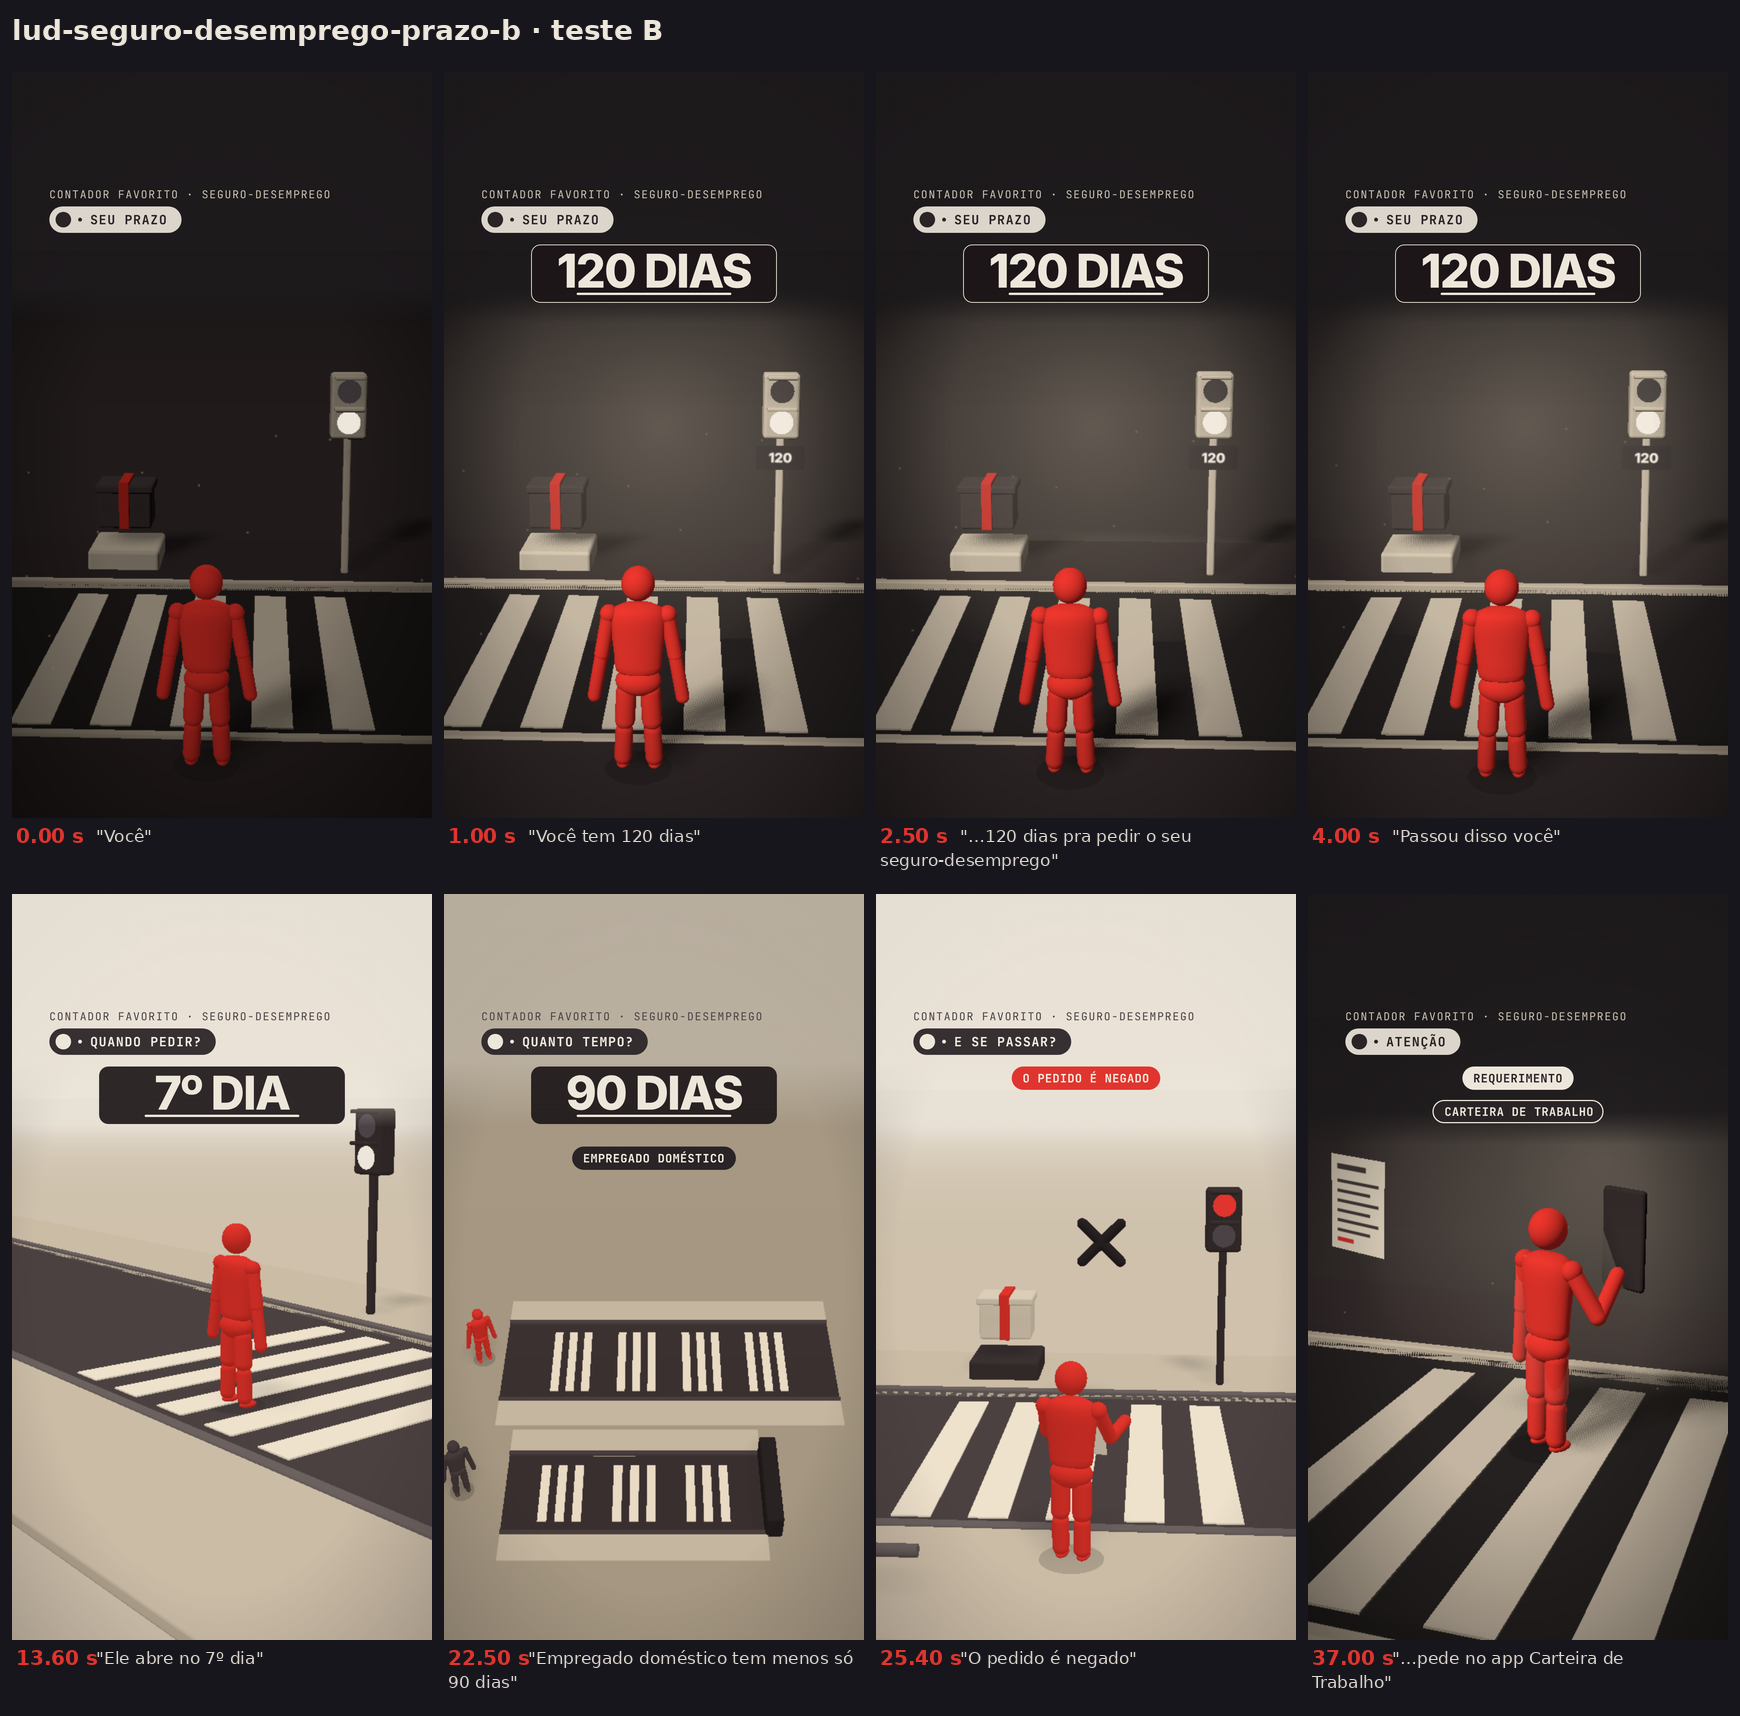 lud-seguro-desemprego-prazo-b · teste B
CONTADOR FAVORITO · SEGURO-DESEMPREGO
• SEU PRAZO
0.00 s "Você"
CONTADOR FAVORITO · SEGURO-DESEMPREGO
• SEU PRAZO
120 DIAS
120
1.00 s "Você tem 120 dias"
CONTADOR FAVORITO · SEGURO-DESEMPREGO
• SEU PRAZO
120 DIAS
120
2.50 s "...120 dias pra pedir o seu
seguro-desemprego"
CONTADOR FAVORITO · SEGURO-DESEMPREGO
• SEU PRAZO
120 DIAS
120
4.00 s "Passou disso você"
CONTADOR FAVORITO · SEGURO-DESEMPREGO
• QUANDO PEDIR?
7º DIA
13.60 s "Ele abre no 7º dia"
CONTADOR FAVORITO · SEGURO-DESEMPREGO
• QUANTO TEMPO?
90 DIAS
EMPREGADO DOMÉSTICO
22.50 s "Empregado doméstico tem menos só
90 dias"
CONTADOR FAVORITO · SEGURO-DESEMPREGO
• E SE PASSAR?
O PEDIDO É NEGADO
25.40 s "O pedido é negado"
CONTADOR FAVORITO · SEGURO-DESEMPREGO
• ATENÇÃO
REQUERIMENTO
CARTEIRA DE TRABALHO
37.00 s "...pede no app Carteira de
Trabalho"